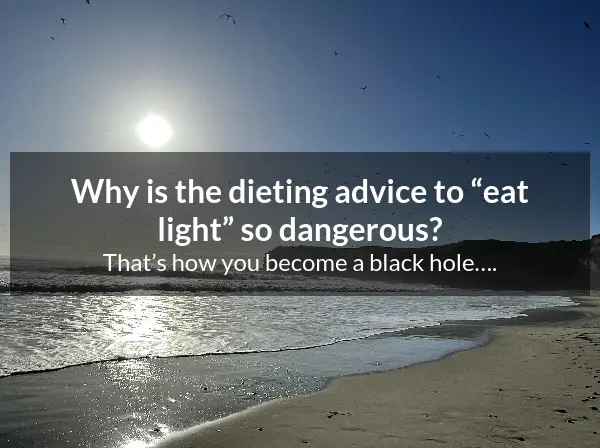 Why is the dieting advice to “eat
light” so dangerous?
That’s how you become a black hole....